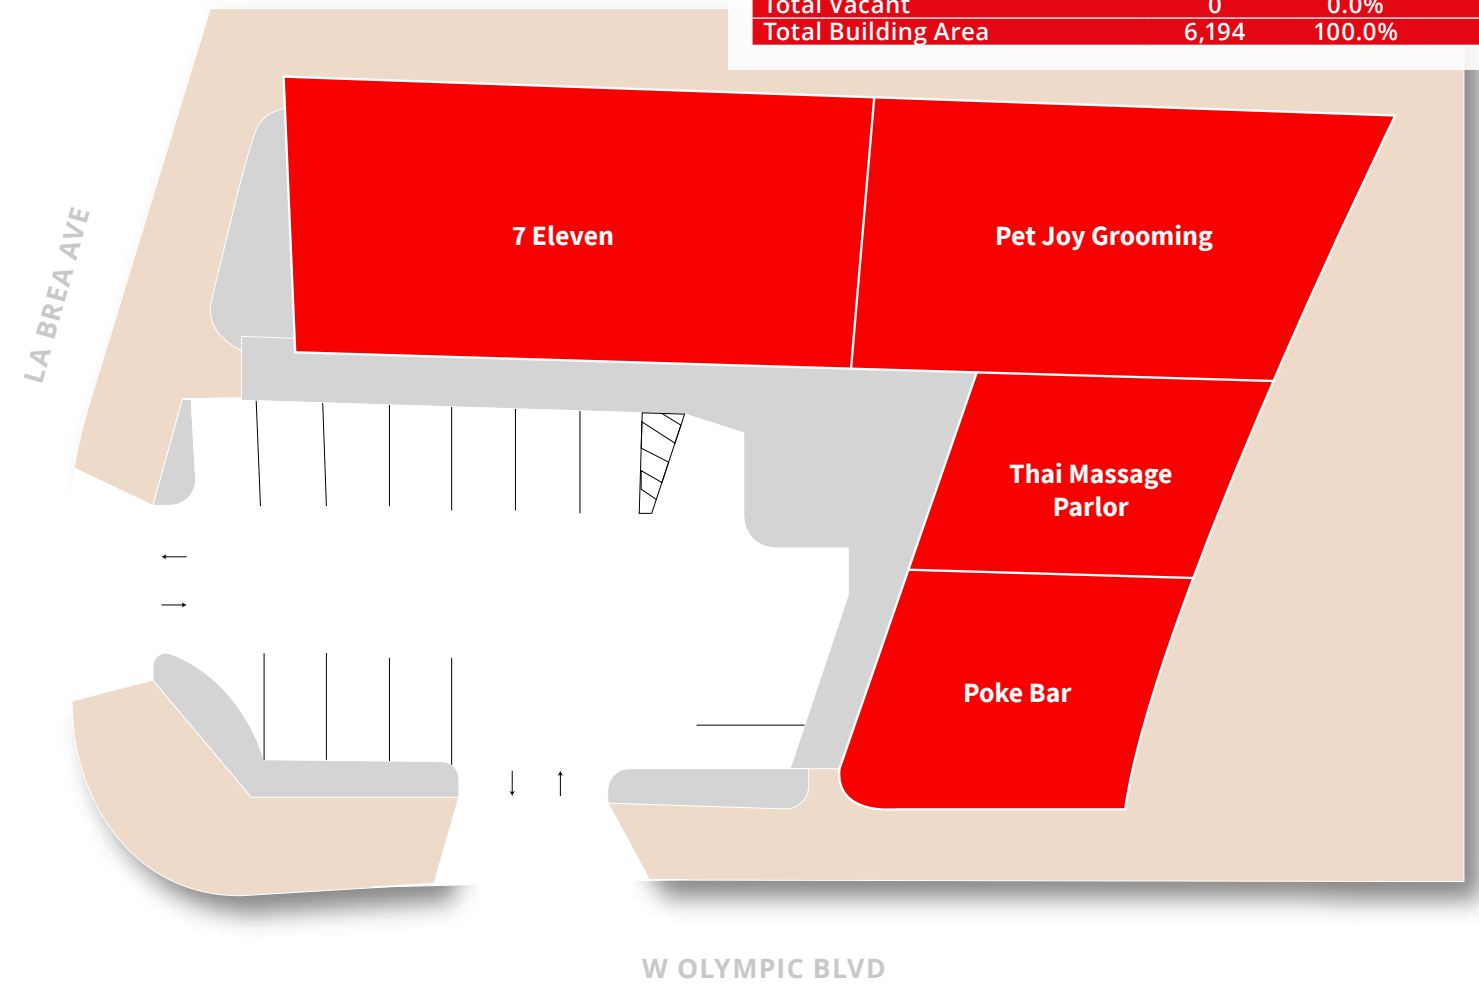 Total Vacant 0 0.0%
Total Building Area 6,194 100.0%
7 Eleven
Pet Joy Grooming
LA BREA AVE
Thai Massage
Parlor
Poke Bar
W OLYMPIC BLVD